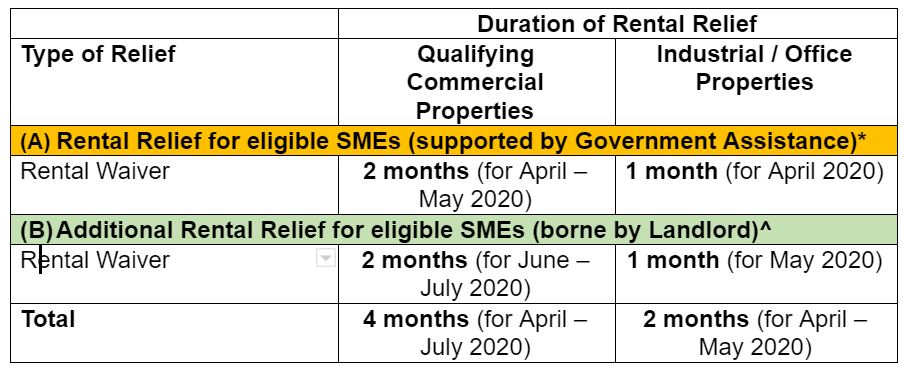 Duration of Rental Relief
Type of Relief
Qualifying
Commercial
Properties
Industrial / Office
Properties
(A) Rental Relief for eligible SMEs (supported by Government Assistance)*
Rental Waiver
2 months (for April –
May 2020)
1 month (for April 2020)
(B) Additional Rental Relief for eligible SMEs (borne by Landlord)^
Rental Waiver
2 months (for June –
July 2020)
1 month (for May 2020)
Total
4 months (for April –
July 2020)
2 months (for April –
May 2020)